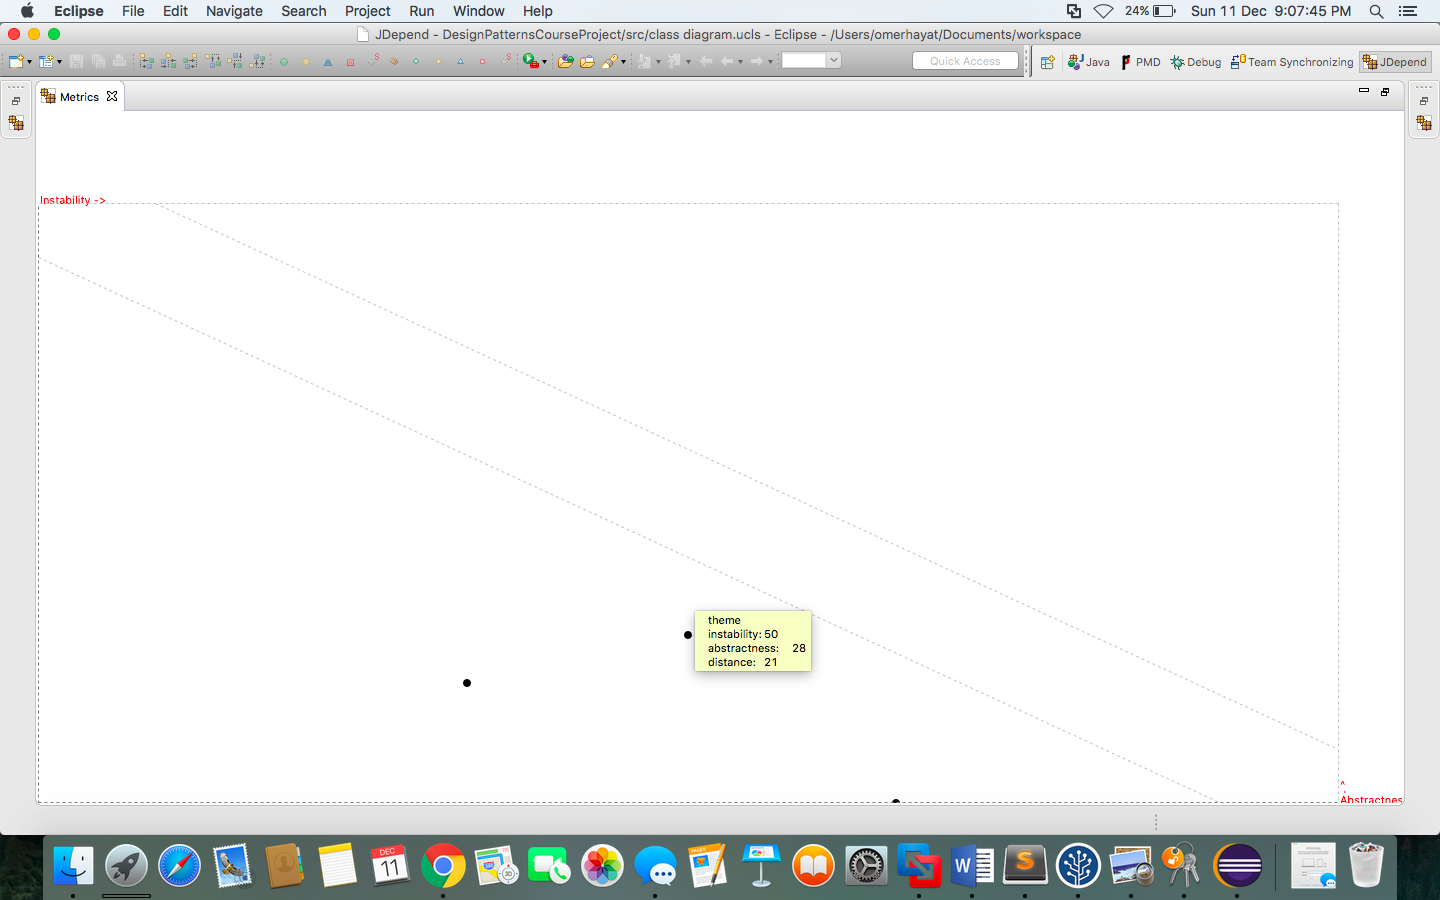 Eclipse File Edit Navigate Search Project Run Window Help 24% Sun 11 Dec 9:07:45 PM
JDepend - DesignPatternsCourseProject/src/class diagram.ucls - Eclipse - /Users/omerhayat/Documents/workspace
Quick Access Java PMD Debug Team Synchronizing JDepend
Metrics
Instability ->
theme
instability: 50
abstractness: 28
distance: 21
^
Abstractnes
DEC
11
3D
PAGES
W
S